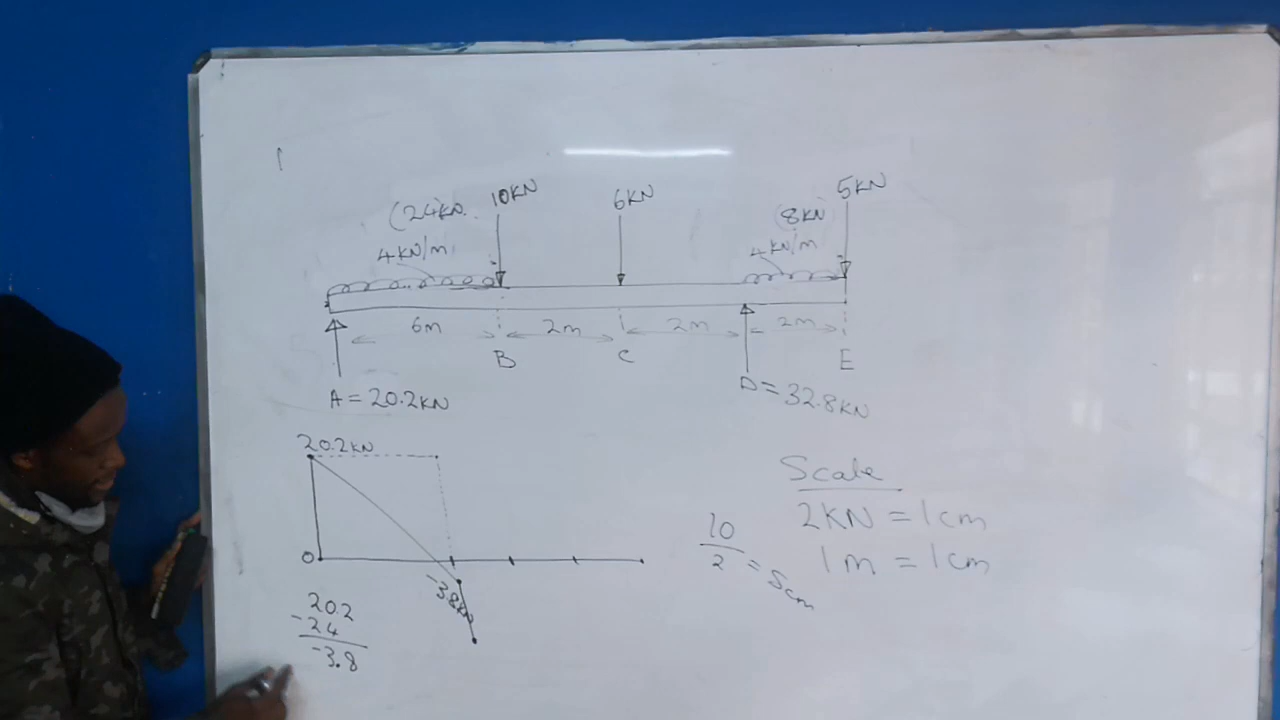 (24KN. 10KN 6KN (8KN) 5KN
4KN/m 4KN/m
6m 2m 2m 2m
B C E
A = 20.2KN D = 32.8KN
20.2KN
Scale
2KN = 1cm
1m = 1cm
10
2 = 5cm
0
-3.8KN
20.2
-24
-3.8